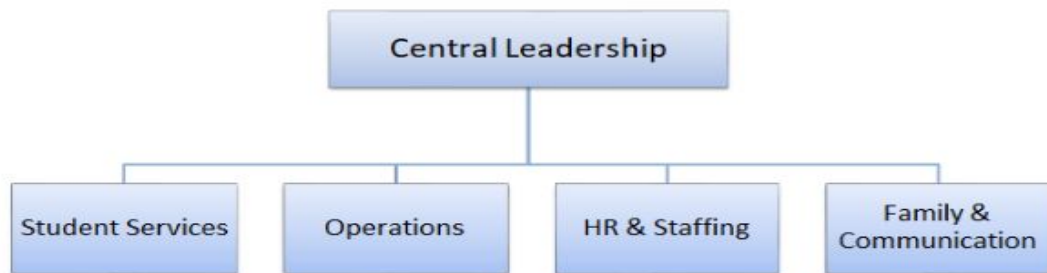 Central Leadership
Student Services
Operations
HR & Staffing
Family &
Communication